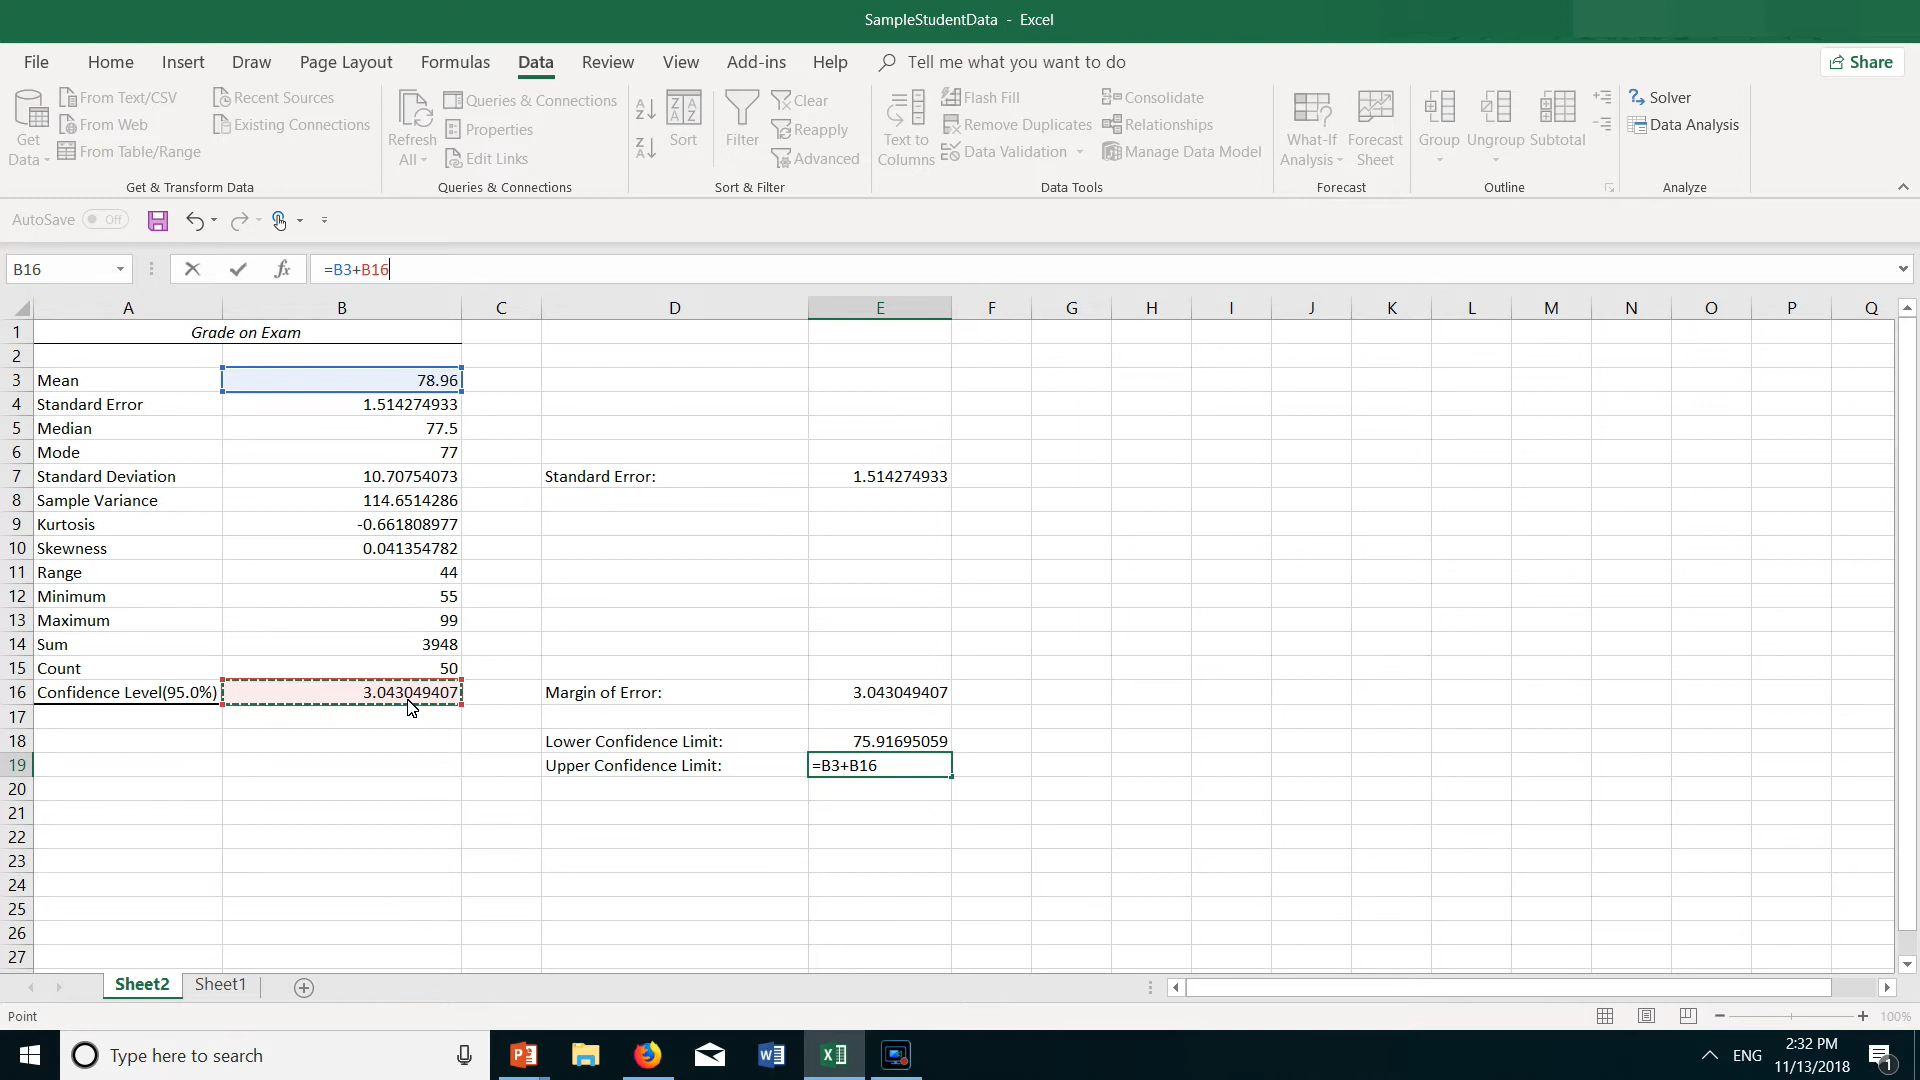 SampleStudentData - Excel
File Home Insert Draw Page Layout Formulas Data Review View Add-ins Help Tell me what you want to do Share
Get Data From Text/CSV From Web From Table/Range Recent Sources Existing Connections
Get & Transform Data
Refresh All Queries & Connections Properties Edit Links
Queries & Connections
Sort Filter Clear Reapply Advanced
Sort & Filter
Text to Columns Flash Fill Remove Duplicates Data Validation Consolidate Relationships Manage Data Model
Data Tools
What-If Analysis Forecast Sheet
Forecast
Group Ungroup Subtotal
Outline
Solver Data Analysis
Analyze
AutoSave Off
B16 fx =B3+B16
A B C D E F G H I J K L M N O P Q
1 Grade on Exam
2
3 Mean 78.96
4 Standard Error 1.514274933
5 Median 77.5
6 Mode 77
7 Standard Deviation 10.70754073 Standard Error: 1.514274933
8 Sample Variance 114.6514286
9 Kurtosis -0.661808977
10 Skewness 0.041354782
11 Range 44
12 Minimum 55
13 Maximum 99
14 Sum 3948
15 Count 50
16 Confidence Level(95.0%) 3.043049407 Margin of Error: 3.043049407
17
18 Lower Confidence Limit: 75.91695059
19 Upper Confidence Limit: =B3+B16
20
21
22
23
24
25
26
27
Sheet2 Sheet1
Point 100%
Type here to search ENG 2:32 PM
11/13/2018 1